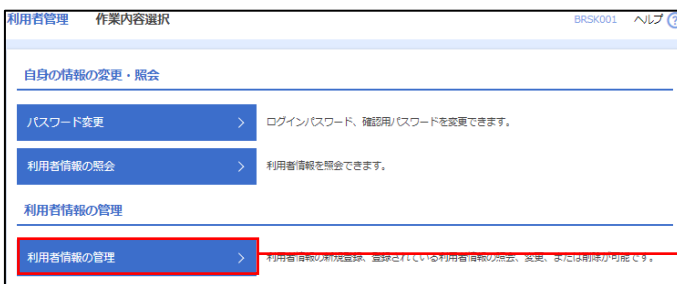 利用者管理 作業内容選択 BRSK001 ヘルプ ?
自身の情報の変更・照会
パスワード変更 ログインパスワード、確認用パスワードを変更できます。
利用者情報の照会 利用者情報を照会できます。
利用者情報の管理
利用者情報の管理 利用者情報の新規登録、登録されている利用者情報の照会、変更、または削除が可能です。